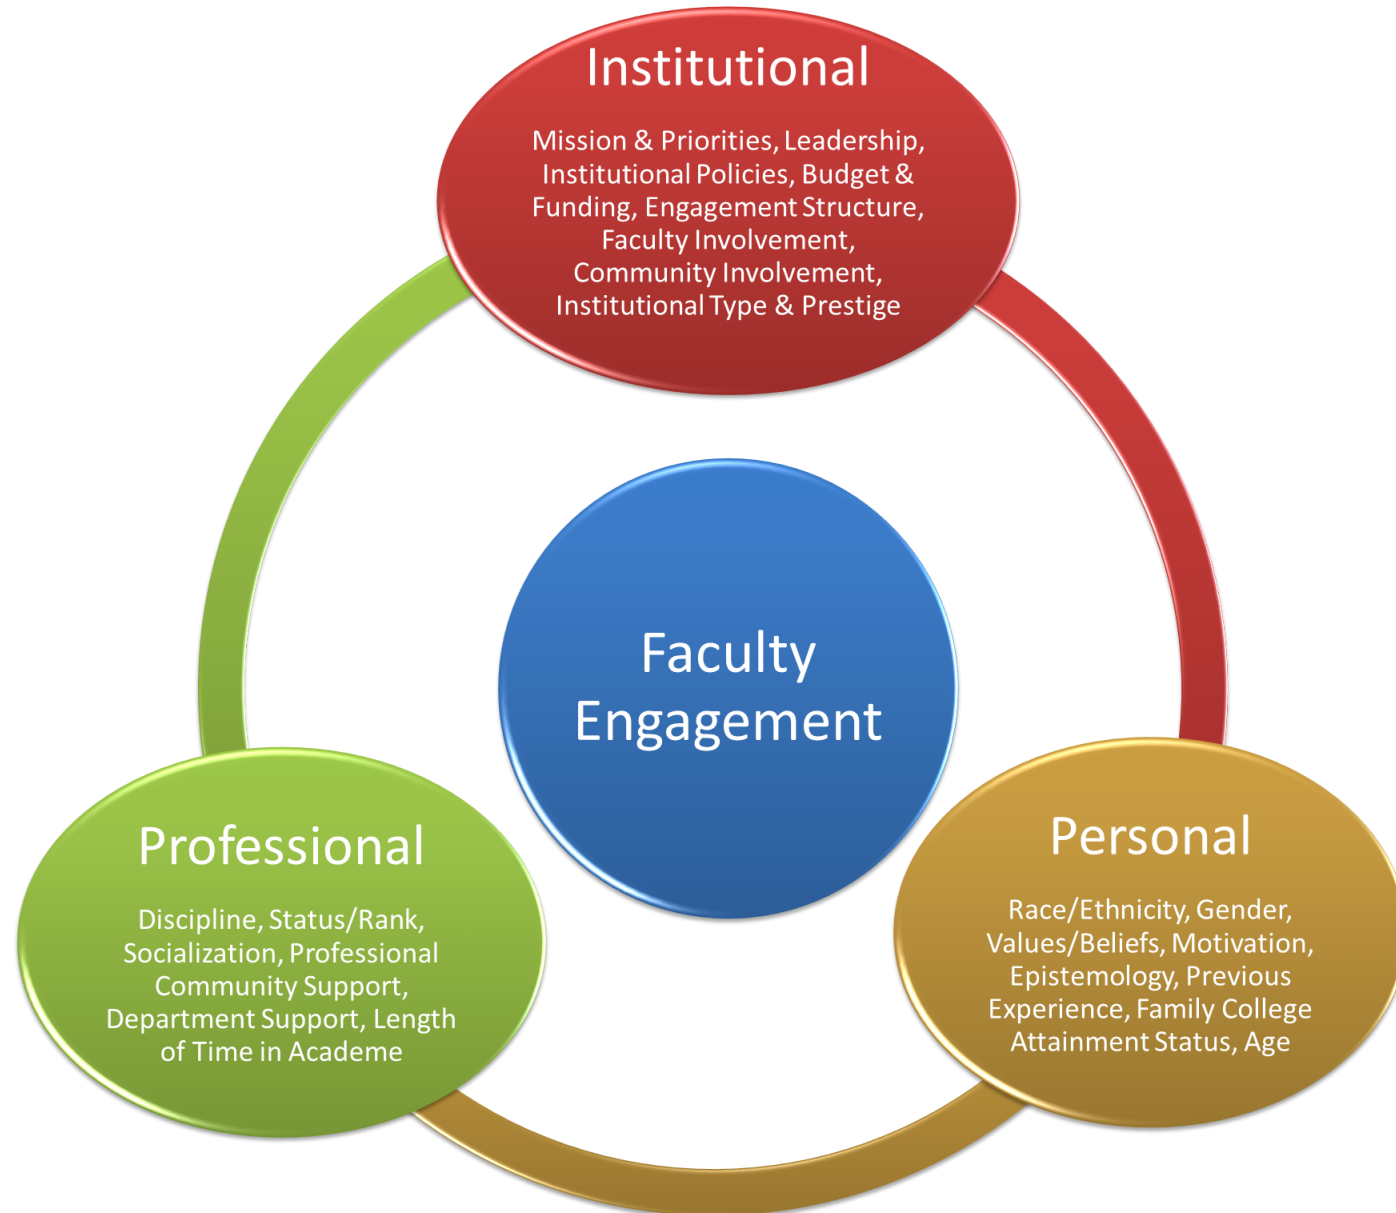 Institutional
Mission & Priorities, Leadership,
Institutional Policies, Budget &
Funding, Engagement Structure,
Faculty Involvement,
Community Involvement,
Institutional Type & Prestige
Faculty
Engagement
Professional
Discipline, Status/Rank,
Socialization, Professional
Community Support,
Department Support, Length
of Time in Academe
Personal
Race/Ethnicity, Gender,
Values/Beliefs, Motivation,
Epistemology, Previous
Experience, Family College
Attainment Status, Age